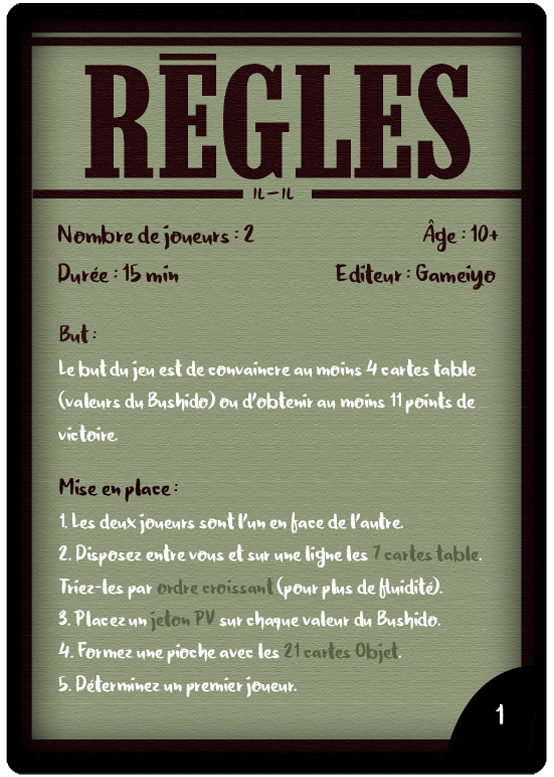 RĒGLES
IL-IL
Nombre de joueurs : 2
Âge : 10+
Durée : 15 min
Editeur : Gameiyo
But :
Le but du jeu est de convaincre au moins 4 cartes table
(valeurs du Bushido) ou d'obtenir au moins 11 points de
victoire.
Mise en place :
1. Les deux joueurs sont l'un en face de l'autre.
2. Disposez entre vous et sur une ligne les 7 cartes table.
Triez-les par ordre croissant (pour plus de fluidité).
3. Placez un jeton PV sur chaque valeur du Bushido.
4. Formez une pioche avec les 21 cartes Objet.
5. Déterminez un premier joueur.
1